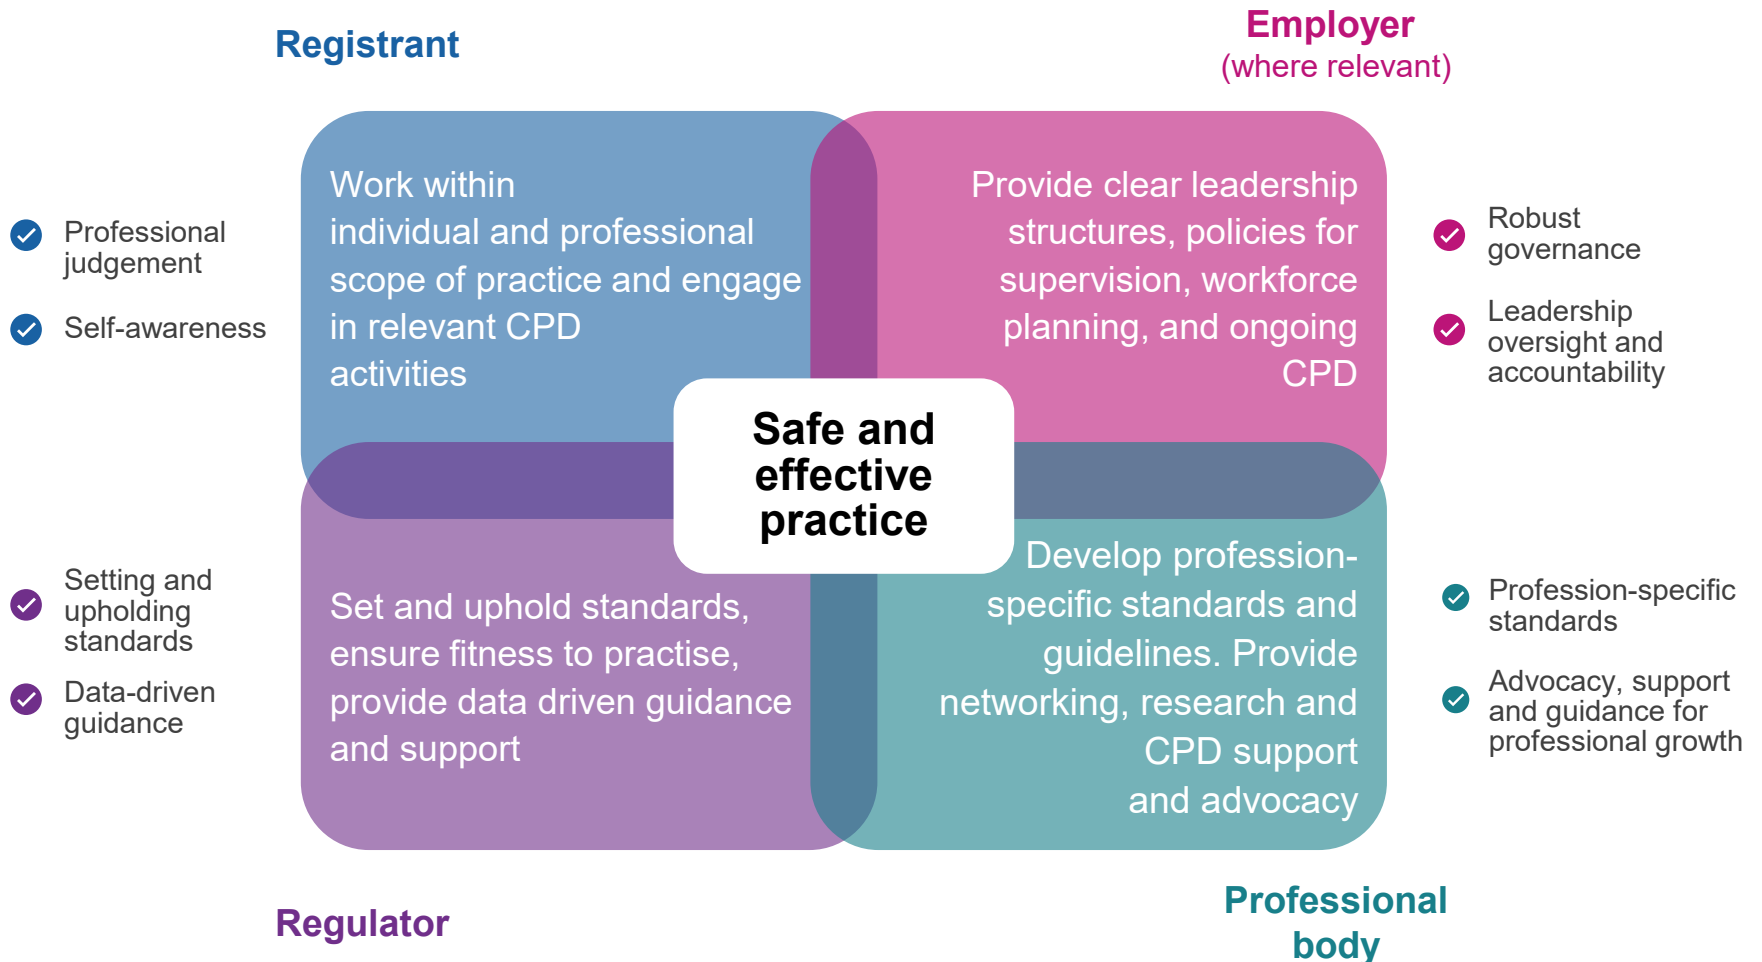 Registrant
Employer
(where relevant)
Professional
judgement
Self-awareness
Work within
individual and professional
scope of practice and engage
in relevant CPD
activities
Provide clear leadership
structures, policies for
supervision, workforce
planning, and ongoing
CPD
Robust
governance
Leadership
oversight and
accountability
Safe and
effective
practice
Setting and
upholding
standards
Data-driven
guidance
Set and uphold standards,
ensure fitness to practise,
provide data driven guidance
and support
Develop profession-
specific standards and
guidelines. Provide
networking, research and
CPD support
and advocacy
Profession-specific
standards
Advocacy, support
and guidance for
professional growth
Regulator
Professional
body